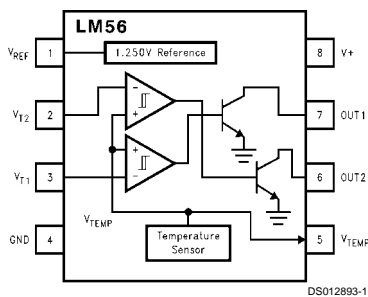 LM56
VREF 1 1.250V Reference 8 V+
VT2 2 - + 7 OUT1
VT1 3 + - 6 OUT2
VTEMP
GND 4 Temperature Sensor 5 VTEMP
DS012893-1